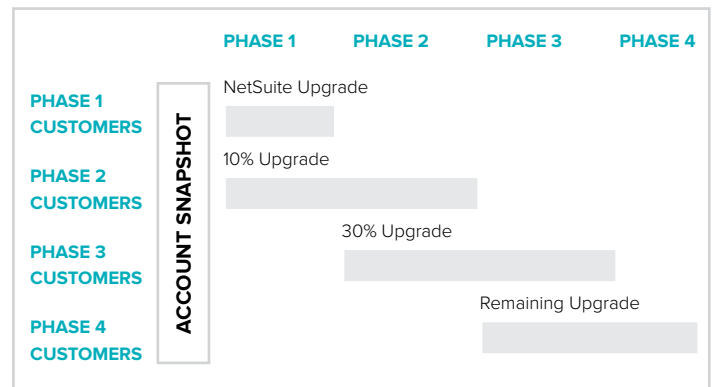 PHASE 1 PHASE 2 PHASE 3 PHASE 4
PHASE 1
CUSTOMERS
PHASE 2
CUSTOMERS
PHASE 3
CUSTOMERS
PHASE 4
CUSTOMERS
ACCOUNT SNAPSHOT
NetSuite Upgrade
10% Upgrade
30% Upgrade
Remaining Upgrade